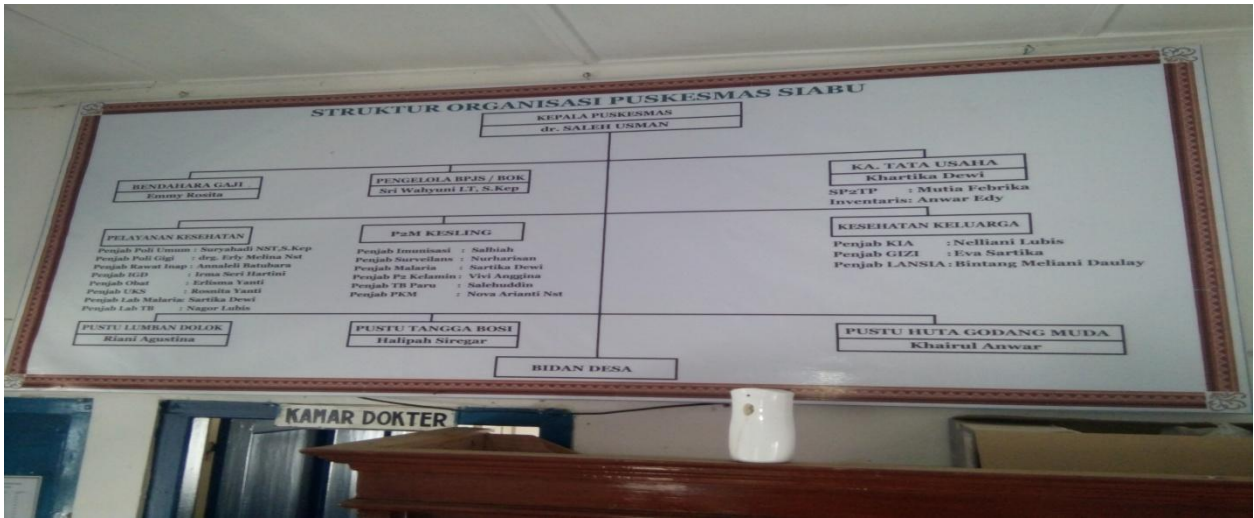 STRUKTUR ORGANISASI PUSKESMAS SIABU
KEPALA PUSKESMAS
dr. SALEH USMAN
BENDAHARA GAJI
Emmy Rosita
PENGELOLA BPJS / BOK
Sri Wahyuni LT, S.Kep
KA. TATA USAHA
Khartika Dewi
SP2TP : Mutia Febrika
Inventaris: Anwar Edy
PELAYANAN KESEHATAN
Penjab Poli Umum : Suryahadi NST,S.Kep
Penjab Poli Gigi : drg. Erly Melina Nst
Penjab Rawat Inap : Annaleli Batubara
Penjab IGD : Irma Seri Hartini
Penjab Obat : Erlisma Yanti
Penjab UKS : Rosnita Yanti
Penjab Lab Malaria: Sartika Dewi
Penjab Lab TB : Nagor Lubis
P2M KESLING
Penjab Imunisasi : Salbiah
Penjab Surveilans : Nurharisan
Penjab Malaria : Sartika Dewi
Penjab P2 Kelamin : Vivi Anggina
Penjab TB Paru : Salehuddin
Penjab PKM : Nova Arianti Nst
KESEHATAN KELUARGA
Penjab KIA : Nelliani Lubis
Penjab GIZI : Eva Sartika
Penjab LANSIA : Bintang Meliani Daulay
PUSTU LUMBAN DOLOK
Riani Agustina
PUSTU TANGGA BOSI
Halipah Siregar
PUSTU HUTA GODANG MUDA
Khairul Anwar
BIDAN DESA
KAMAR DOKTER